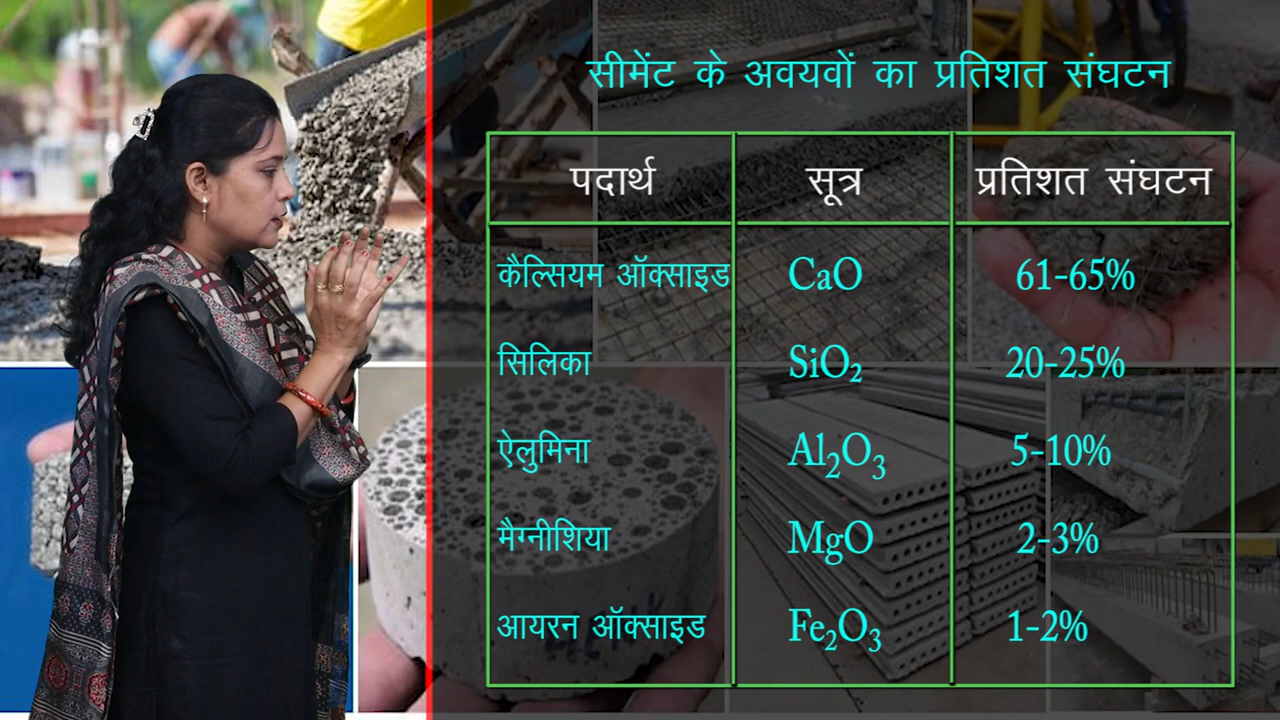 सीमेंट के अवयवों का प्रतिशत संघटन
पदार्थ सूत्र प्रतिशत संघटन
कैल्सियम ऑक्साइड CaO 61-65%
सिलिका SiO₂ 20-25%
ऐलुमिना Al₂O₃ 5-10%
मैग्नीशिया MgO 2-3%
आयरन ऑक्साइड Fe₂O₃ 1-2%